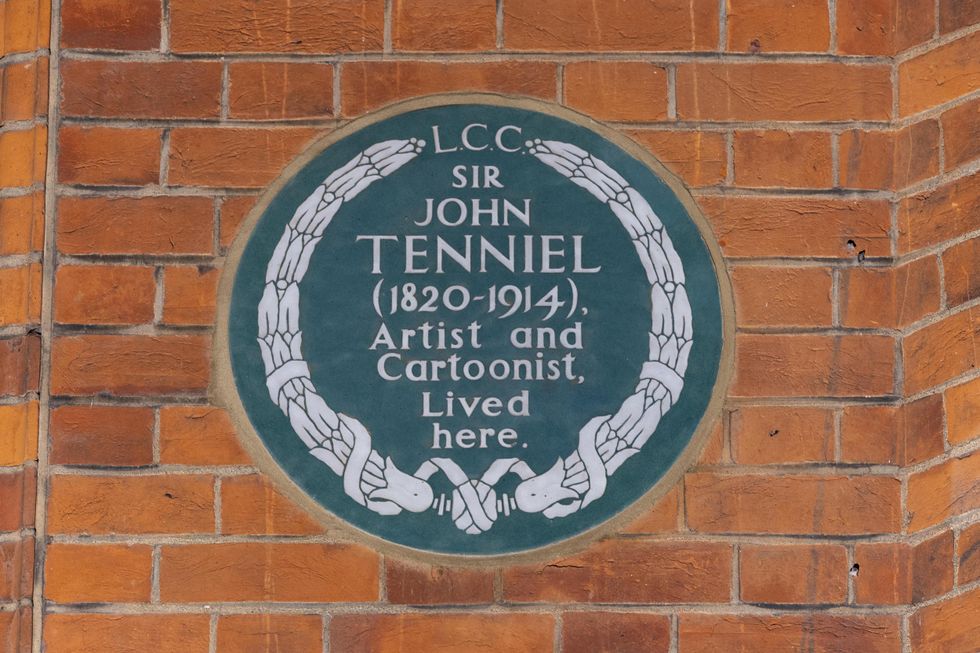 L.C.C.
SIR
JOHN
TENNIEL
(1820-1914),
Artist and
Cartoonist,
Lived
here.